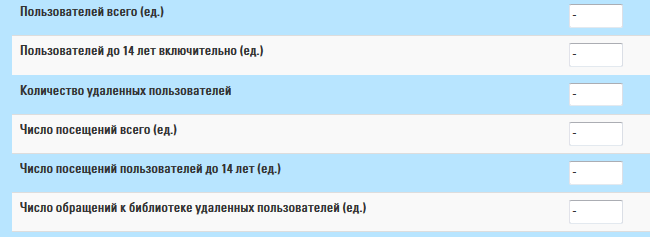 Пользователей всего (ед.) -
Пользователей до 14 лет включительно (ед.) -
Количество удаленных пользователей -
Число посещений всего (ед.) -
Число посещений пользователей до 14 лет (ед.) -
Число обращений к библиотеке удаленных пользователей (ед.) -